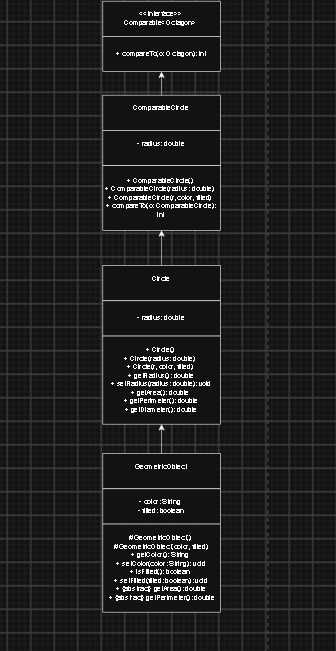 <<interface>>
Comparable<Octagon>
+ compareTo(o: Octagon): int
ComparableCircle
- radius: double
+ ComparableCircle()
+ ComparableCircle(radius: double)
+ ComparableCircle(r, color, filled)
+ compareTo(o: ComparableCircle):
int
Circle
- radius: double
+ Circle()
+ Circle(radius: double)
+ Circle(r, color, filled)
+ getRadius(): double
+ setRadius(radius: double): void
+ getArea(): double
+ getPerimeter(): double
+ getDiameter(): double
GeometricObject
- color: String
- filled: boolean
#GeometricObject()
#GeometricObject(color, filled)
+ getColor(): String
+ setColor(color: String): void
+ isFilled(): boolean
+ setFilled(filled: boolean): void
+ {abstract} getArea(): double
+ {abstract} getPerimeter(): double